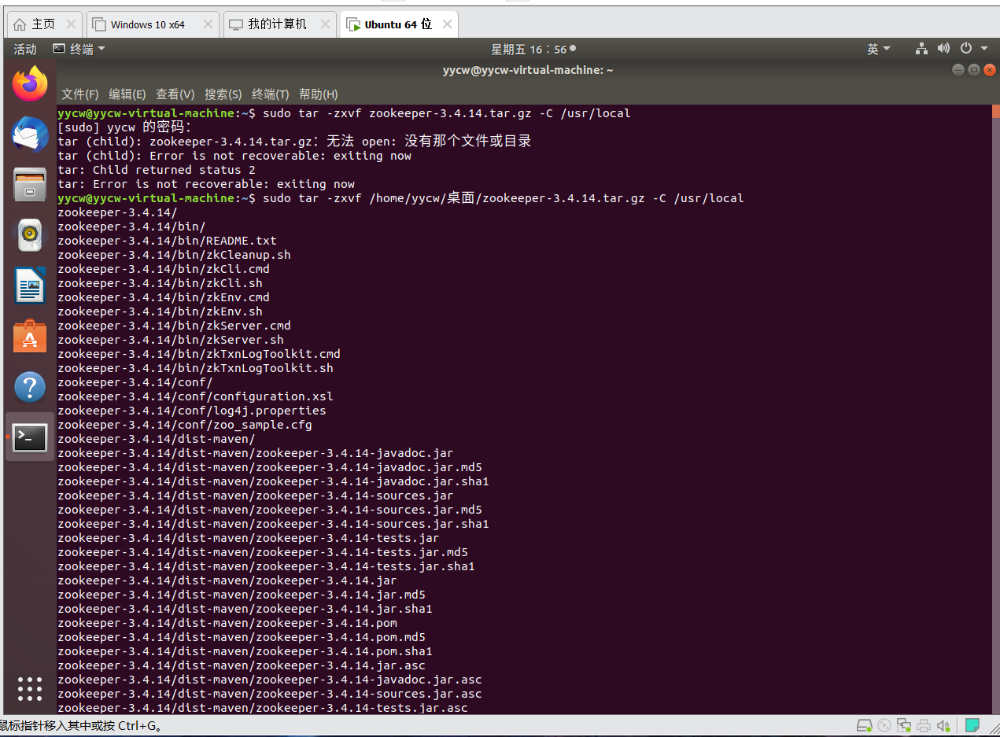 主页
Windows 10 x64
我的计算机
Ubuntu 64 位
活动
终端
星期五 16：56
英
yycw@yycw-virtual-machine: ~
文件(F) 编辑(E) 查看(V) 搜索(S) 终端(T) 帮助(H)
yycw@yycw-virtual-machine:~$ sudo tar -zxvf zookeeper-3.4.14.tar.gz -C /usr/local
[sudo] yycw 的密码：
tar (child): zookeeper-3.4.14.tar.gz：无法 open: 没有那个文件或目录
tar (child): Error is not recoverable: exiting now
tar: Child returned status 2
tar: Error is not recoverable: exiting now
yycw@yycw-virtual-machine:~$ sudo tar -zxvf /home/yycw/桌面/zookeeper-3.4.14.tar.gz -C /usr/local
zookeeper-3.4.14/
zookeeper-3.4.14/bin/
zookeeper-3.4.14/bin/README.txt
zookeeper-3.4.14/bin/zkCleanup.sh
zookeeper-3.4.14/bin/zkCli.cmd
zookeeper-3.4.14/bin/zkCli.sh
zookeeper-3.4.14/bin/zkEnv.cmd
zookeeper-3.4.14/bin/zkEnv.sh
zookeeper-3.4.14/bin/zkServer.cmd
zookeeper-3.4.14/bin/zkServer.sh
zookeeper-3.4.14/bin/zkTxnLogToolkit.cmd
zookeeper-3.4.14/bin/zkTxnLogToolkit.sh
zookeeper-3.4.14/conf/
zookeeper-3.4.14/conf/configuration.xsl
zookeeper-3.4.14/conf/log4j.properties
zookeeper-3.4.14/conf/zoo_sample.cfg
zookeeper-3.4.14/dist-maven/
zookeeper-3.4.14/dist-maven/zookeeper-3.4.14-javadoc.jar
zookeeper-3.4.14/dist-maven/zookeeper-3.4.14-javadoc.jar.md5
zookeeper-3.4.14/dist-maven/zookeeper-3.4.14-javadoc.jar.sha1
zookeeper-3.4.14/dist-maven/zookeeper-3.4.14-sources.jar
zookeeper-3.4.14/dist-maven/zookeeper-3.4.14-sources.jar.md5
zookeeper-3.4.14/dist-maven/zookeeper-3.4.14-sources.jar.sha1
zookeeper-3.4.14/dist-maven/zookeeper-3.4.14-tests.jar
zookeeper-3.4.14/dist-maven/zookeeper-3.4.14-tests.jar.md5
zookeeper-3.4.14/dist-maven/zookeeper-3.4.14-tests.jar.sha1
zookeeper-3.4.14/dist-maven/zookeeper-3.4.14.jar
zookeeper-3.4.14/dist-maven/zookeeper-3.4.14.jar.md5
zookeeper-3.4.14/dist-maven/zookeeper-3.4.14.jar.sha1
zookeeper-3.4.14/dist-maven/zookeeper-3.4.14.pom
zookeeper-3.4.14/dist-maven/zookeeper-3.4.14.pom.md5
zookeeper-3.4.14/dist-maven/zookeeper-3.4.14.pom.sha1
zookeeper-3.4.14/dist-maven/zookeeper-3.4.14.jar.asc
zookeeper-3.4.14/dist-maven/zookeeper-3.4.14-javadoc.jar.asc
zookeeper-3.4.14/dist-maven/zookeeper-3.4.14-sources.jar.asc
zookeeper-3.4.14/dist-maven/zookeeper-3.4.14-tests.jar.asc
鼠标指针移入其中或按 Ctrl+G。